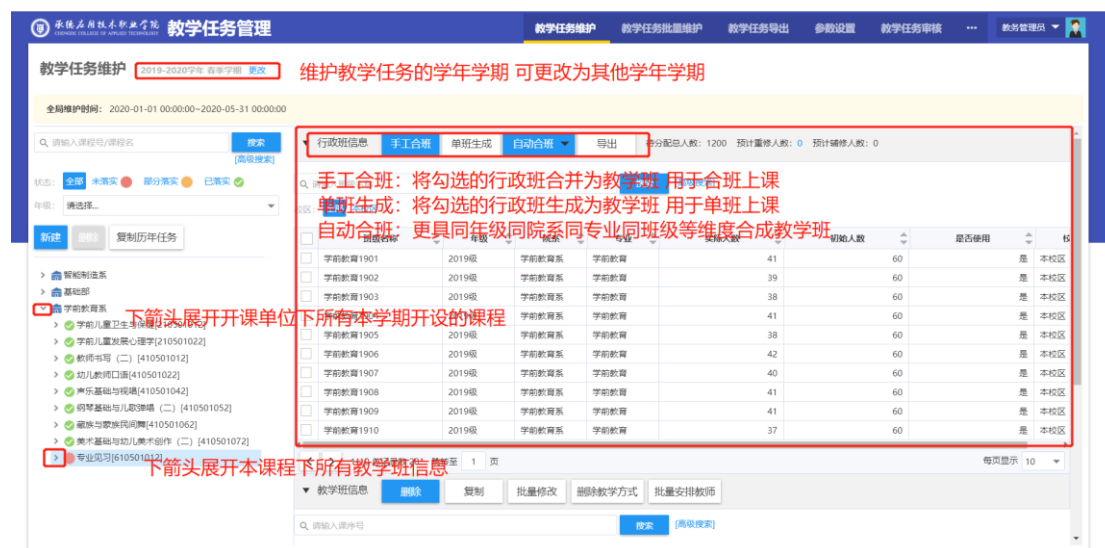 承德应用技术职业学院 教学任务管理 教学任务维护 教学任务批量维护 教学任务导出 参数设置 教学任务审核 ... 教务管理员
CHENGDE COLLEGE OF APPLIED TECHNOLOGY
教学任务维护 2019-2020学年 春季学期 更改 维护教学任务的学年学期 可更改为其他学年学期
全局维护时间: 2020-01-01 00:00:00~2020-05-31 00:00:00
请输入课程号/课程名 搜索
[高级搜索]
状态: 全部 未落实 部分落实 已落实
年级: 请选择...
新建 删除 复制历年任务
智能制造系
基础部
学前教育系
下箭头展开开课单位下所有本学期开设的课程
学前儿童发展心理学[210501022]
教师书写（二）[410501012]
幼儿教师口语[410501022]
声乐基础与视唱[410501042]
钢琴基础与儿歌弹唱（二）[410501052]
藏族与蒙族民间舞[410501062]
美术基础与幼儿美术创作（二）[410501072]
专业见习[610501012]
下箭头展开本课程下所有教学班信息
行政班信息 手工合班 单班生成 自动合班 导出 待分配总人数: 1200 预计重修人数: 0 预计辅修人数: 0
手工合班：将勾选的行政班合并为教学班 用于合班上课
单班生成：将勾选的行政班生成为教学班 用于单班上课
自动合班：更具同年级同院系同专业同班级等维度合成教学班
班级名称 年级 院系 专业 实际人数 初始人数 是否使用 校
学前教育1901 2019级 学前教育系 学前教育 41 60 是 本校区
学前教育1902 2019级 学前教育系 学前教育 39 60 是 本校区
学前教育1903 2019级 学前教育系 学前教育 38 60 是 本校区
2019级 学前教育系 学前教育 41 60 是 本校区
学前教育1905 2019级 学前教育系 学前教育 38 60 是 本校区
学前教育1906 2019级 学前教育系 学前教育 42 60 是 本校区
学前教育1907 2019级 学前教育系 学前教育 40 60 是 本校区
学前教育1908 2019级 学前教育系 学前教育 41 60 是 本校区
学前教育1909 2019级 学前教育系 学前教育 41 60 是 本校区
学前教育1910 2019级 学前教育系 学前教育 37 60 是 本校区
1 页 每页显示 10
教学班信息 删除 复制 批量修改 删除教学方式 批量安排教师
请输入课序号 搜索 [高级搜索]